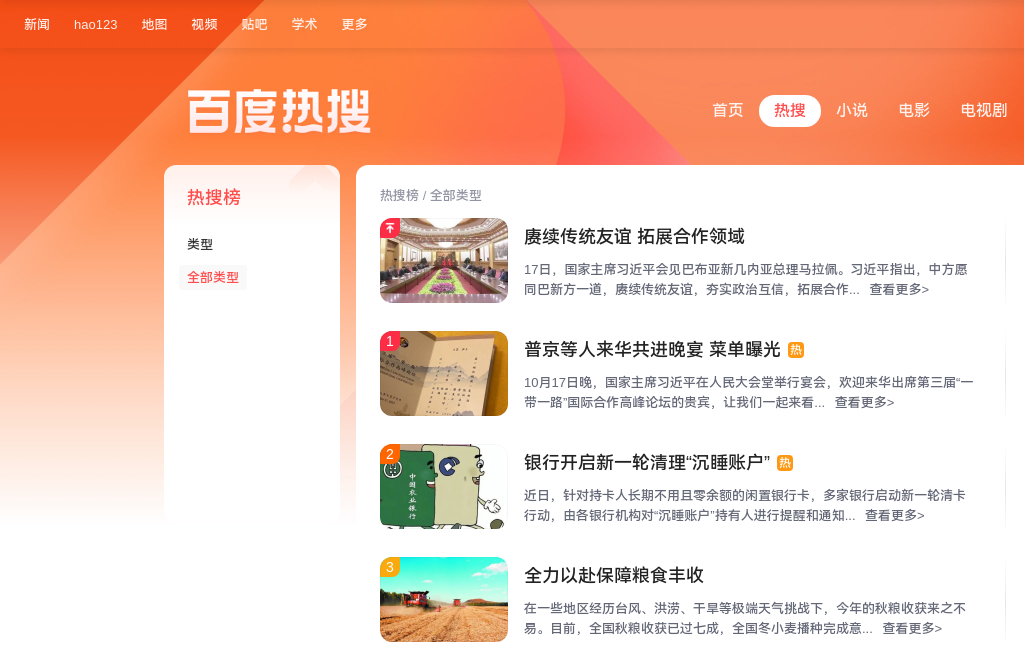 新闻 hao123 地图 视频 贴吧 学术 更多
百度热搜
首页 热搜 小说 电影 电视剧
热搜榜
类型
全部类型
热搜榜 / 全部类型
赓续传统友谊 拓展合作领域
17日，国家主席习近平会见巴布亚新几内亚总理马拉佩。习近平指出，中方愿
同巴新方一道，赓续传统友谊，夯实政治互信，拓展合作... 查看更多>
1
普京等人来华共进晚宴 菜单曝光 热
10月17日晚，国家主席习近平在人民大会堂举行宴会，欢迎来华出席第三届“一
带一路”国际合作高峰论坛的贵宾，让我们一起来看... 查看更多>
2
中国农业银行
银行开启新一轮清理“沉睡账户” 热
近日，针对持卡人长期不用且零余额的闲置银行卡，多家银行启动新一轮清卡
行动，由各银行机构对“沉睡账户”持有人进行提醒和通知... 查看更多>
3
全力以赴保障粮食丰收
在一些地区经历台风、洪涝、干旱等极端天气挑战下，今年的秋粮收获来之不
易。目前，全国秋粮收获已过七成，全国冬小麦播种完成意... 查看更多>